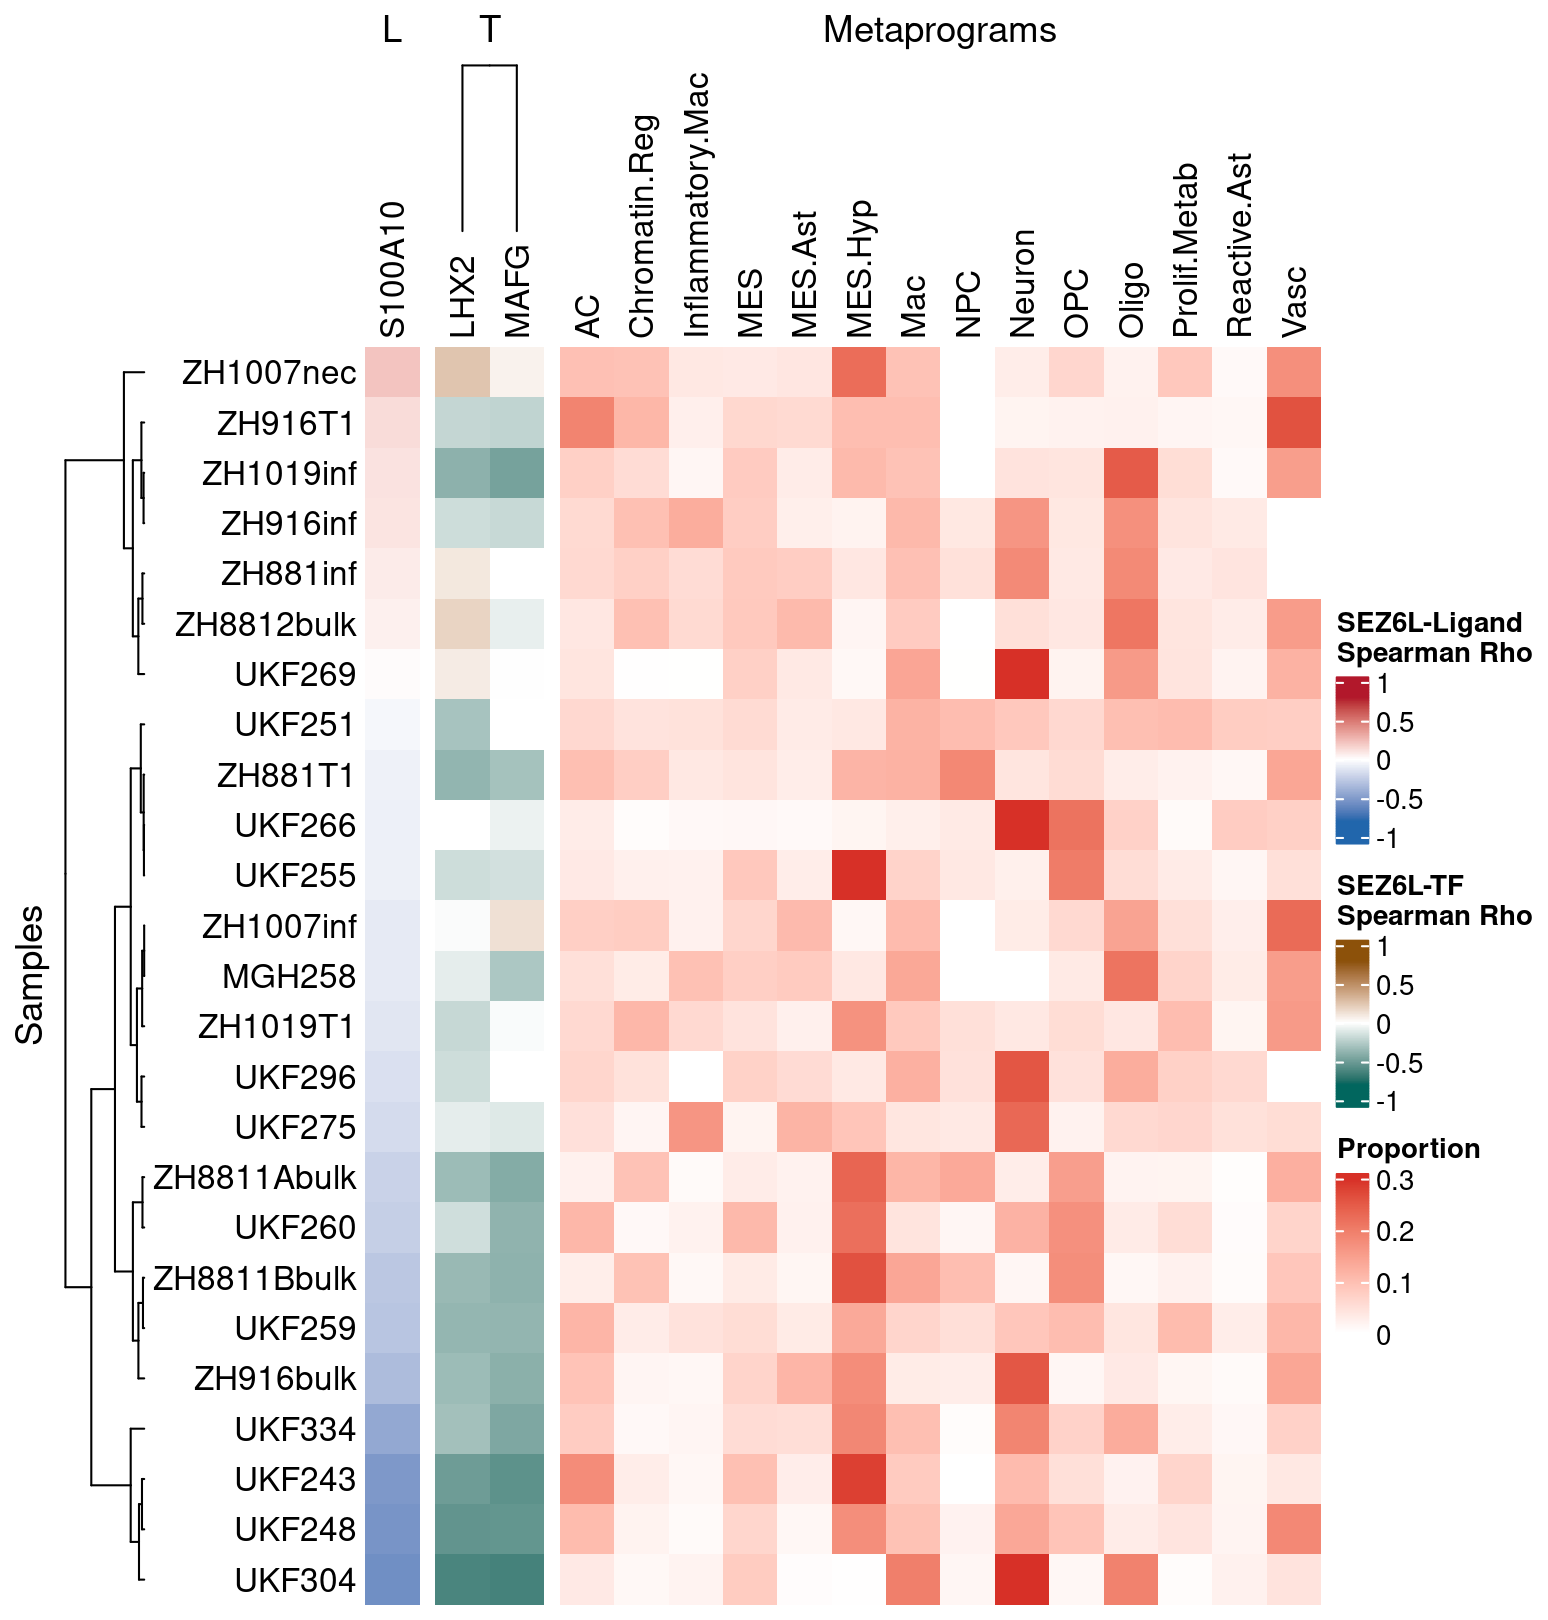 L T Metaprograms
S100A10 LHX2 MAFG AC Chromatin.Reg Inflammatory.Mac MES MES.Ast MES.Hyp Mac NPC Neuron OPC Oligo Prolif.Metab Reactive.Ast Vasc
Samples
ZH1007nec
ZH916T1
ZH1019inf
ZH916inf
ZH881inf
ZH8812bulk
UKF269
UKF251
ZH881T1
UKF266
UKF255
ZH1007inf
MGH258
ZH1019T1
UKF296
UKF275
ZH8811Abulk
UKF260
ZH8811Bbulk
UKF259
ZH916bulk
UKF334
UKF243
UKF248
UKF304
SEZ6L-Ligand
Spearman Rho
1
0.5
0
-0.5
-1
SEZ6L-TF
Spearman Rho
1
0.5
0
-0.5
-1
Proportion
0.3
0.2
0.1
0